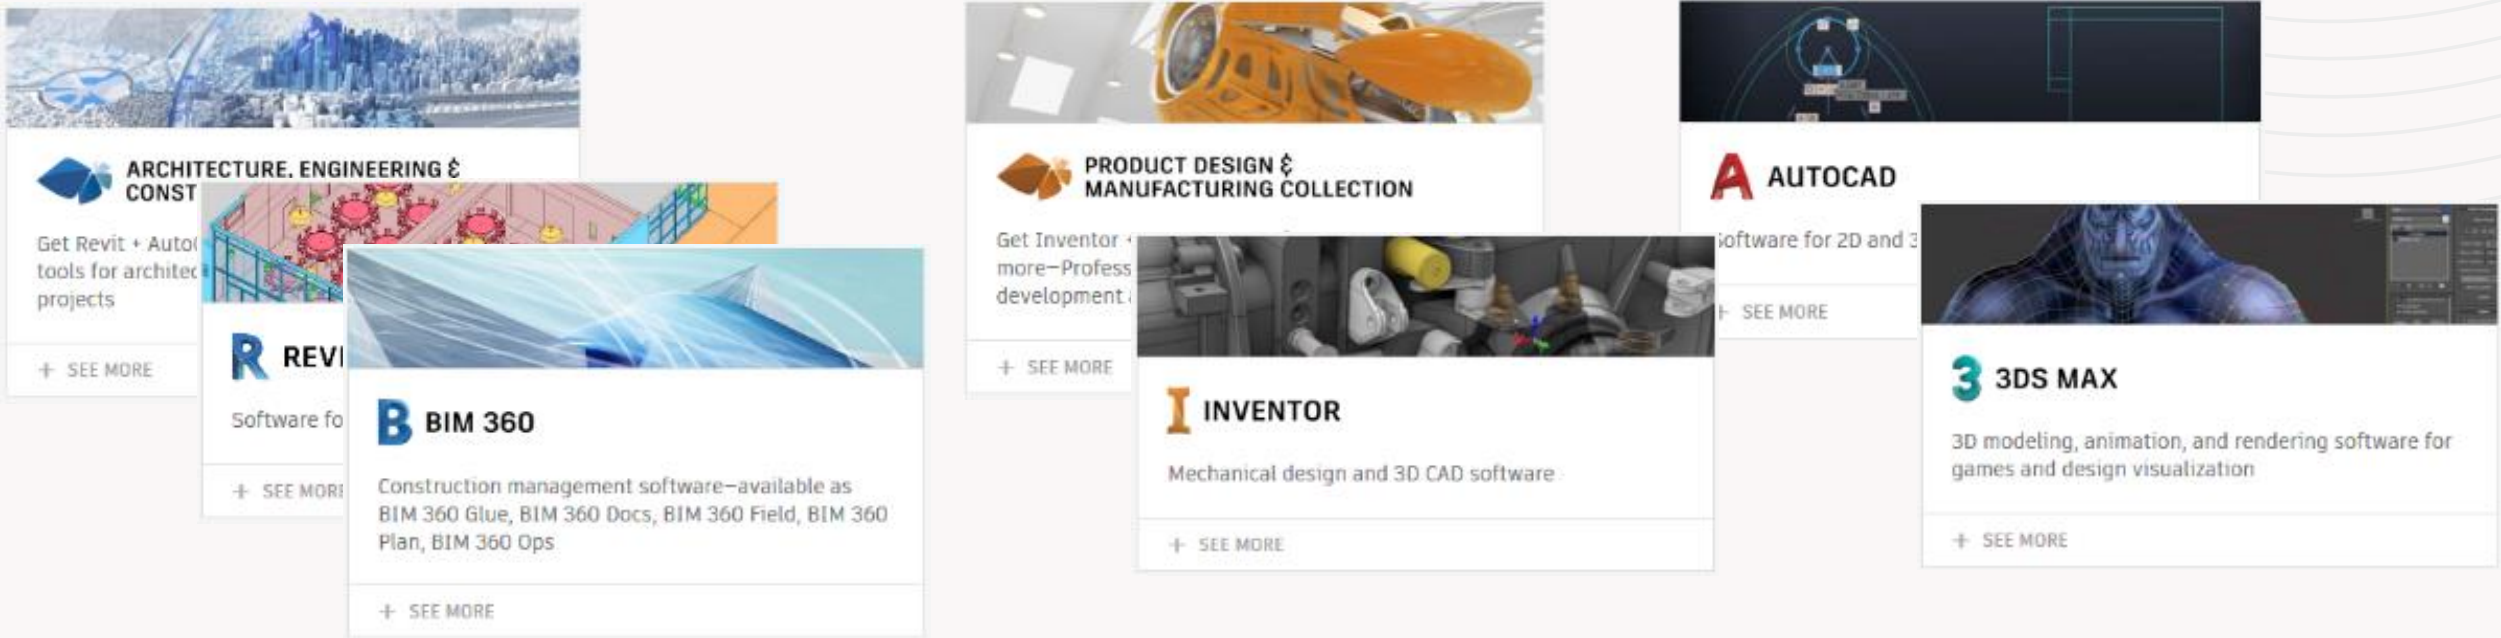 ARCHITECTURE, ENGINEERING &
CONST
Get Revit + Auto
tools for architec
projects
+ SEE MORE
R REVI
Software fo
+ SEE MORE
B BIM 360
Construction management software—available as
BIM 360 Glue, BIM 360 Docs, BIM 360 Field, BIM 360
Plan, BIM 360 Ops
+ SEE MORE
PRODUCT DESIGN &
MANUFACTURING COLLECTION
Get Inventor +
more—Profess
development
+ SEE MORE
I INVENTOR
Mechanical design and 3D CAD software
+ SEE MORE
A AUTOCAD
Software for 2D and 3
+ SEE MORE
3 3DS MAX
3D modeling, animation, and rendering software for
games and design visualization
+ SEE MORE